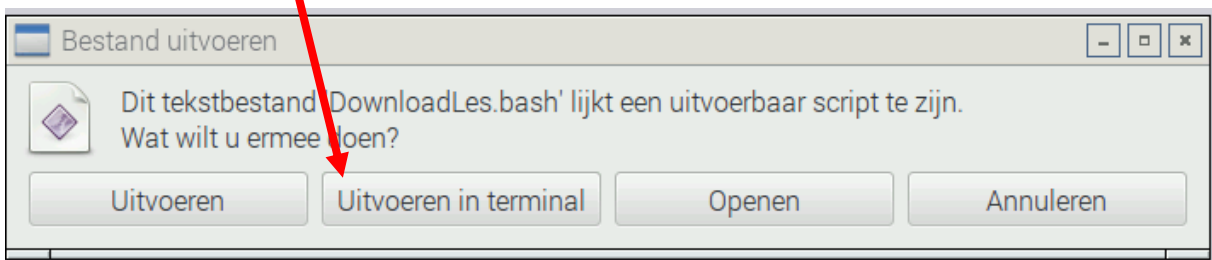 Bestand uitvoeren
Dit tekstbestand 'DownloadLes.bash' lijkt een uitvoerbaar script te zijn.
Wat wilt u ermee doen?
Uitvoeren Uitvoeren in terminal Openen Annuleren